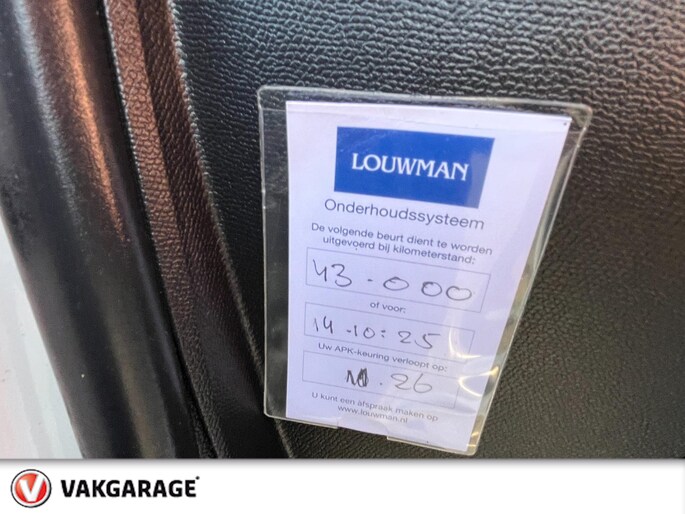 LOUWMAN
Onderhoudssysteem
De volgende beurt dient te worden
uitgevoerd bij kilometerstand:
43.000
of voor:
14-10:25
Uw APK-keuring verloopt op:
.26
U kunt een afspraak maken op
www.louwman.nl
VAKGARAGE